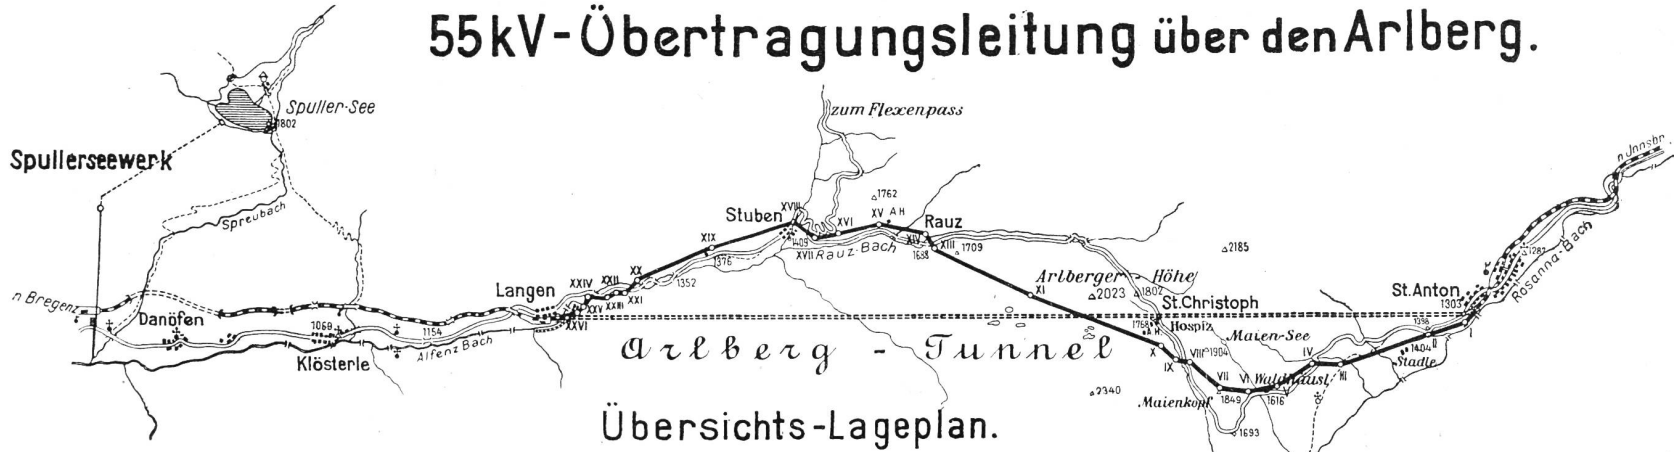 55kV-Übertragungsleitung über den Arlberg.
Spuller-See
1802
zum Flexenpass
n Innsbr.
Spullerseewerk
Spreubach
1762
Stuben
XVIII
XVI
XV
A H
Rauz
XIX
1409
XVII
Rauz-Bach
XIV
XIII
1638
1709
2185
1376
1352
1282
Rosanna-Bach
n Bregenz
Langen
XXIV
XXII
XX
XXV
XXIII
XXI
XXVI
Arlberger Höhe
XI
2023
1802
St.Christoph
St.Anton
1303
Danöfen
1069
1154
Alfenz Bach
Klösterle
Arlberg - Tunnel
1768
A H
Hospiz
Maien-See
1398
I
II
1404
Stadle
X
IX
VIII
1904
IV
III
VII
VI
Waldhäusl
V
1616
2340
Maienkopf
1849
1693
Übersichts-Lageplan.